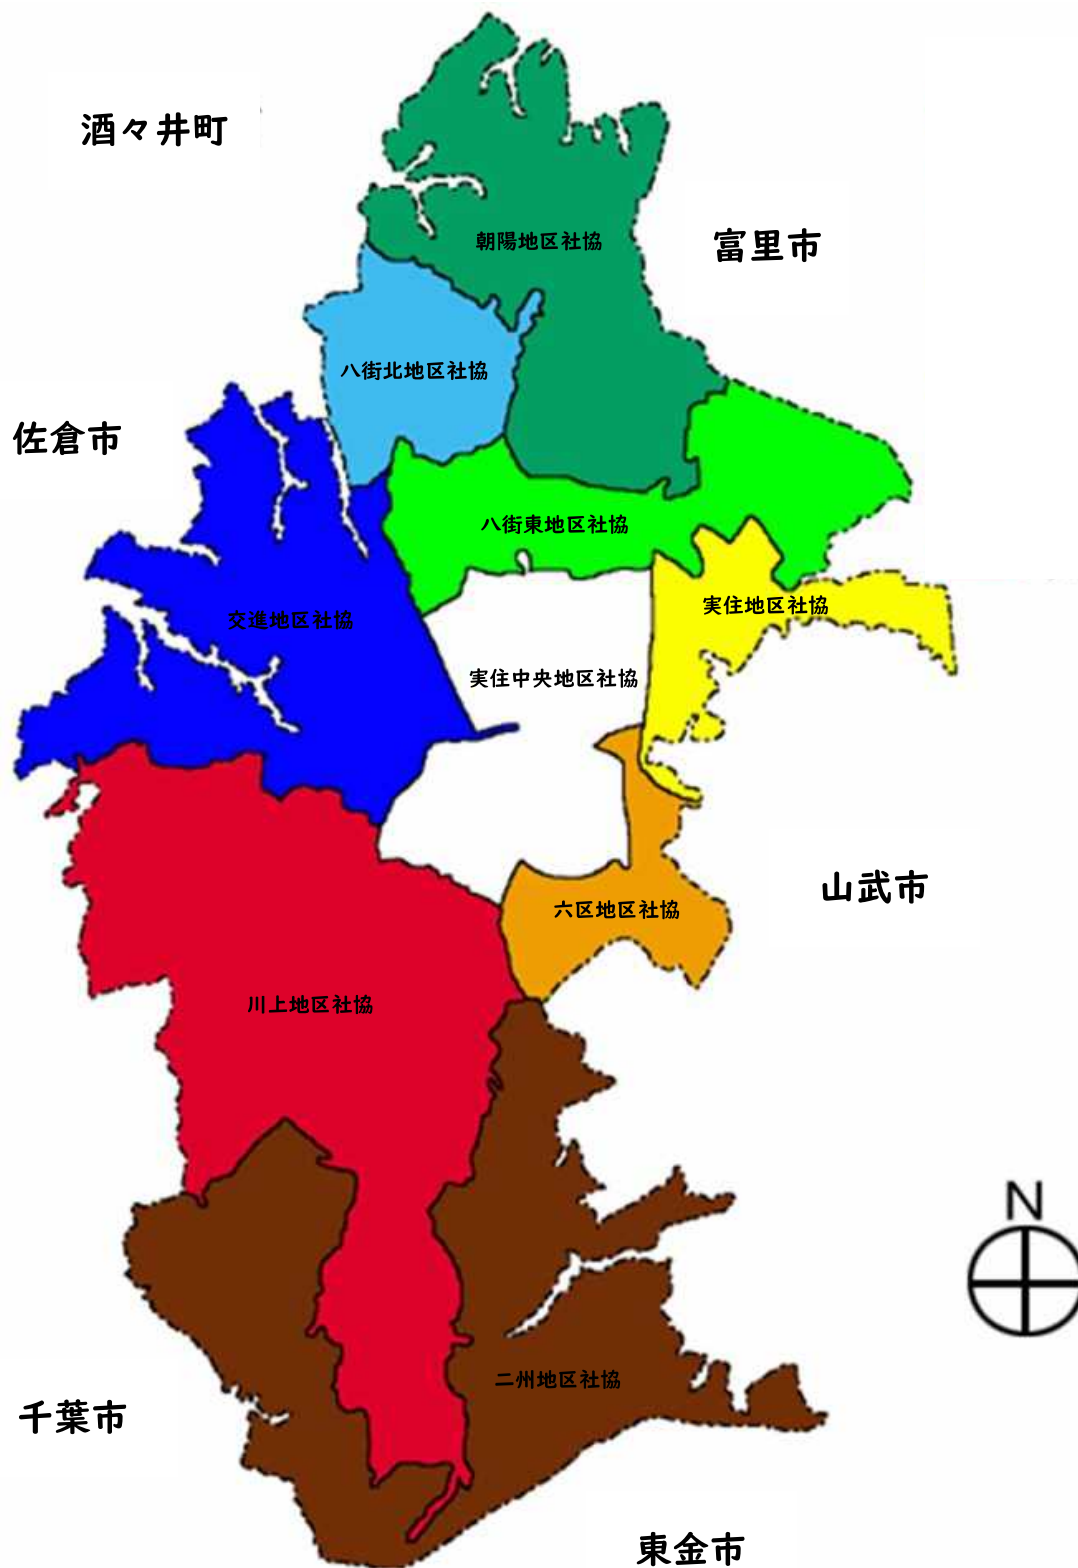 酒々井町
朝陽地区社協
富里市
八街北地区社協
佐倉市
八街東地区社協
実住地区社協
交進地区社協
実住中央地区社協
山武市
六区地区社協
川上地区社協
N
二州地区社協
千葉市
東金市